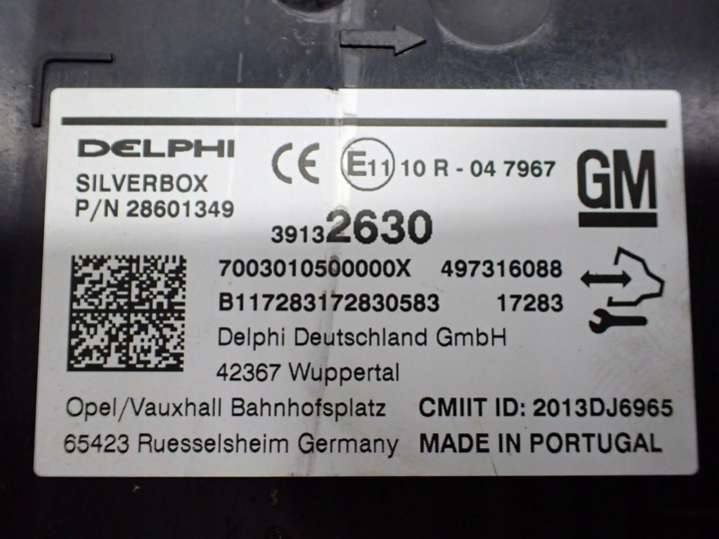 DELPHI
CE E11 10 R - 04 7967
GM
SILVERBOX
P/N 28601349
39132630
7003010500000X 497316088
B117283172830583 17283
Delphi Deutschland GmbH
42367 Wuppertal
Opel/Vauxhall Bahnhofsplatz CMIIT ID: 2013DJ6965
65423 Ruesselsheim Germany MADE IN PORTUGAL